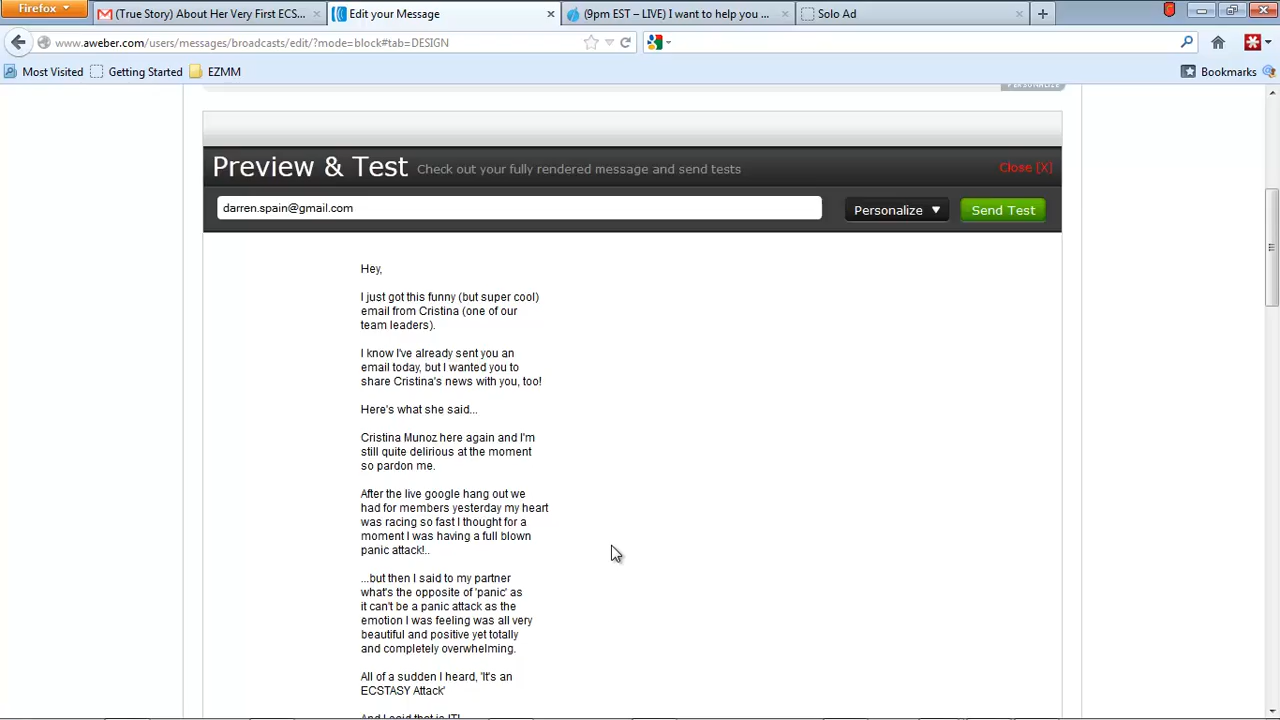 Firefox
(True Story) About Her Very First ECS...
Edit your Message
(9pm EST – LIVE) I want to help you ...
Solo Ad
www.aweber.com/users/messages/broadcasts/edit/?mode=block#tab=DESIGN
Most Visited
Getting Started
EZMM
Bookmarks
PERSONALIZE
Preview & Test
Check out your fully rendered message and send tests
Close [X]
darren.spain@gmail.com
Personalize
Send Test
Hey,
I just got this funny (but super cool)
email from Cristina (one of our
team leaders).
I know I've already sent you an
email today, but I wanted you to
share Cristina's news with you, too!
Here's what she said...
Cristina Munoz here again and I'm
still quite delirious at the moment
so pardon me.
After the live google hang out we
had for members yesterday my heart
was racing so fast I thought for a
moment I was having a full blown
panic attack!..
...but then I said to my partner
what's the opposite of 'panic' as
it can't be a panic attack as the
emotion I was feeling was all very
beautiful and positive yet totally
and completely overwhelming.
All of a sudden I heard, 'It's an
ECSTASY Attack'
And I said that is IT!